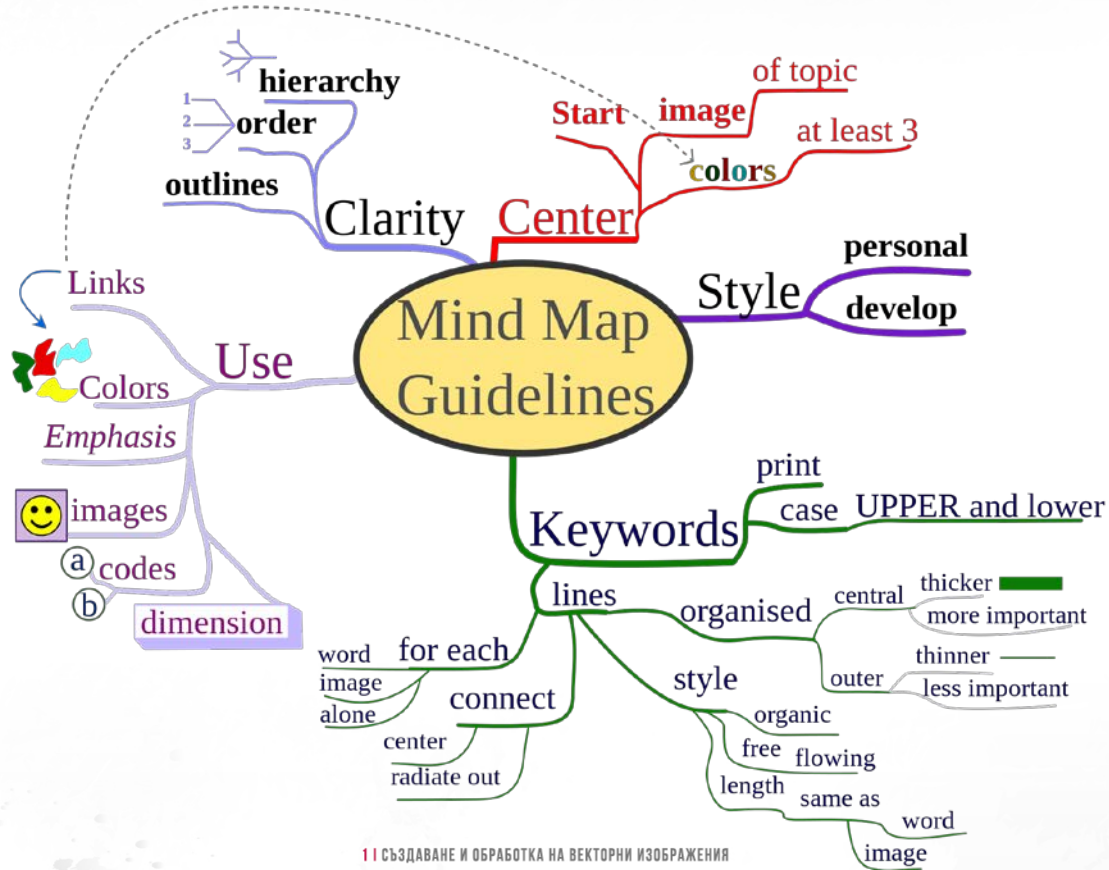 Mind Map
Guidelines
Clarity
hierarchy
1
2
3
order
outlines
Center
Start
image
of topic
colors
at least 3
Style
personal
develop
Use
Links
Colors
Emphasis
images
codes
a
b
dimension
Keywords
print
case
UPPER and lower
lines
organised
central
thicker
more important
outer
thinner
less important
for each
word
image
alone
connect
center
radiate out
style
organic
free flowing
length same as
word
image
1 | СЪЗДАВАНЕ И ОБРАБОТКА НА ВЕКТОРНИ ИЗОБРАЖЕНИЯ